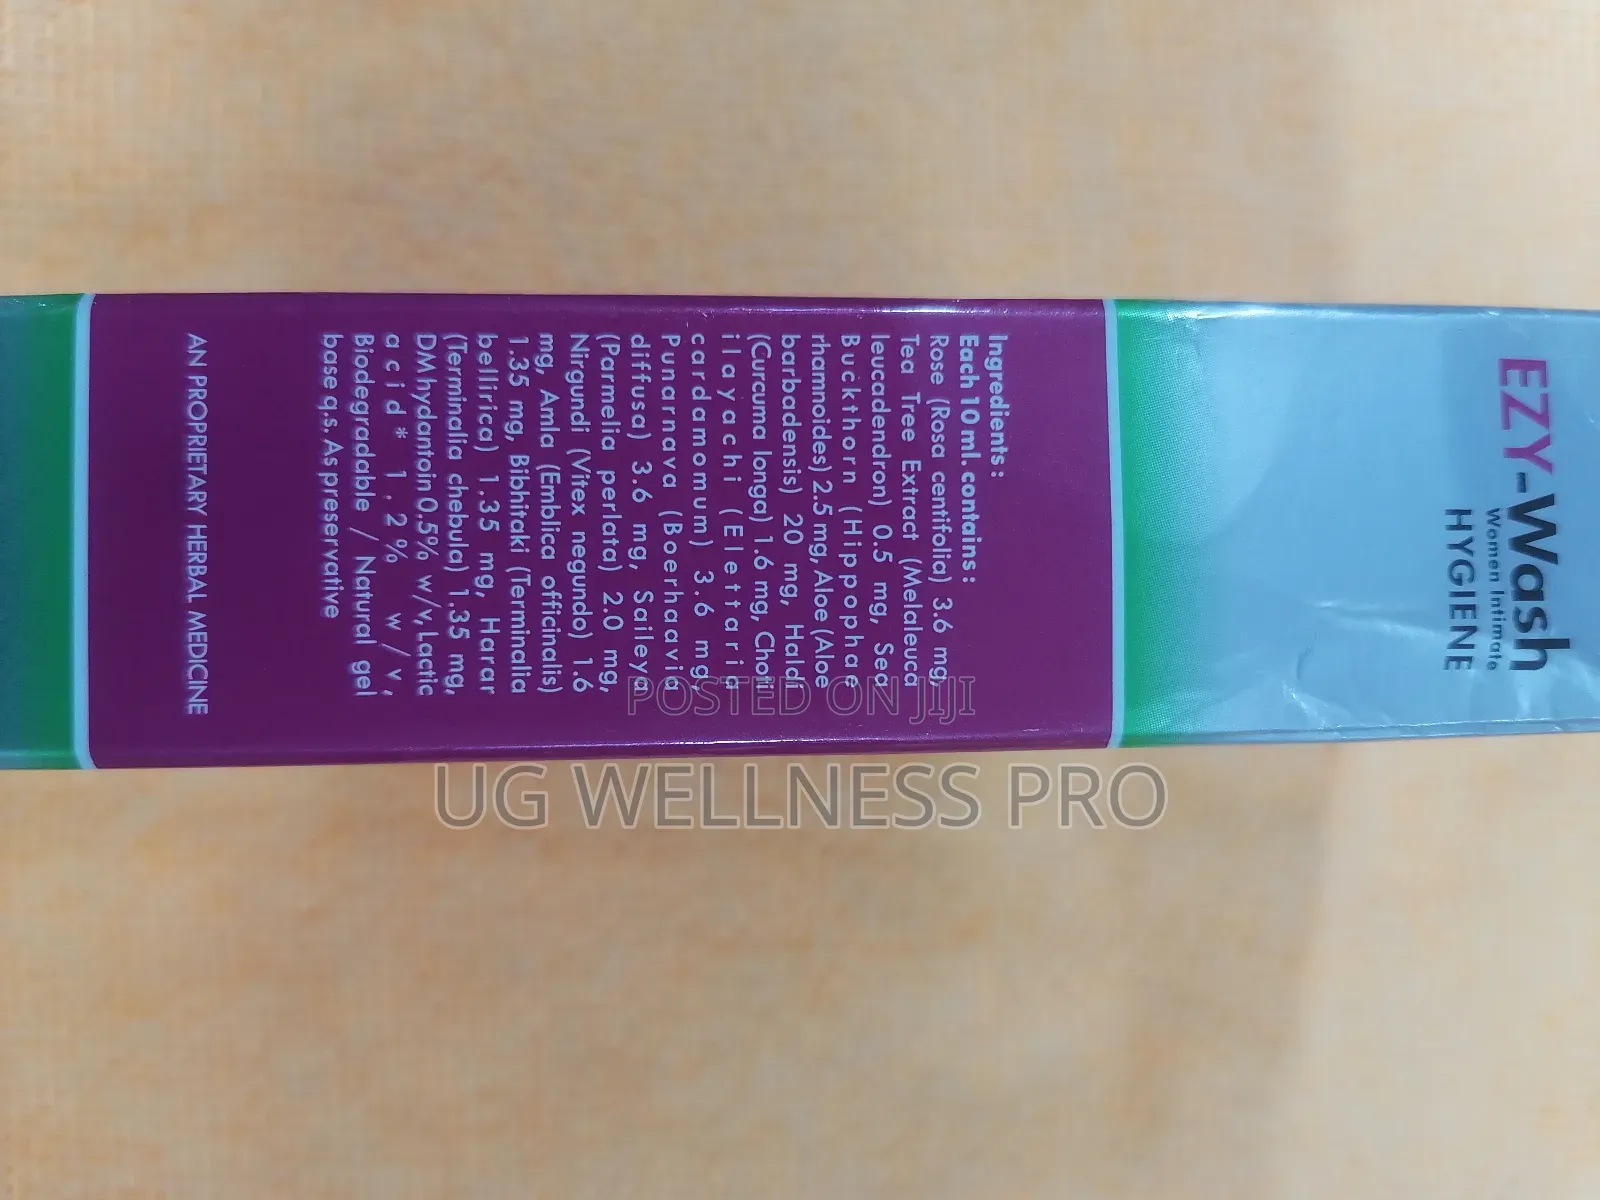 EZY-Wash
Women Intimate
HYGIENE
Ingredients :
Each 10 ml. contains :
Rose (Rosa centifolia) 3.6 mg,
Tea Tree Extract (Melaleuca
leucadendron) 0.5 mg, Sea
Buckthorn (Hippophae
rhamnoides) 2.5 mg, Aloe (Aloe
barbadensis) 20 mg, Haldi
(Curcuma longa) 1.6 mg, Choti
ilayachi (Elettaria
cardamomum) 3.6 mg,
Punarnava (Boerhaavia
diffusa) 3.6 mg, Saileya
(Parmelia perlata) 2.0 mg,
Nirgundi (Vitex negundo) 1.6
mg, Amla (Emblica officinalis)
1.35 mg, Bibhitaki (Terminalia
bellirica) 1.35 mg, Harar
(Terminalia chebula) 1.35 mg,
DM hydantoin 0.5% w/v, Lactic
acid* 1.2% w/v,
Biodegradable / Natural gel
base q.s. As preservative
AN PROPRIETARY HERBAL MEDICINE
POSTED ON JIJI
UG WELLNESS PRO